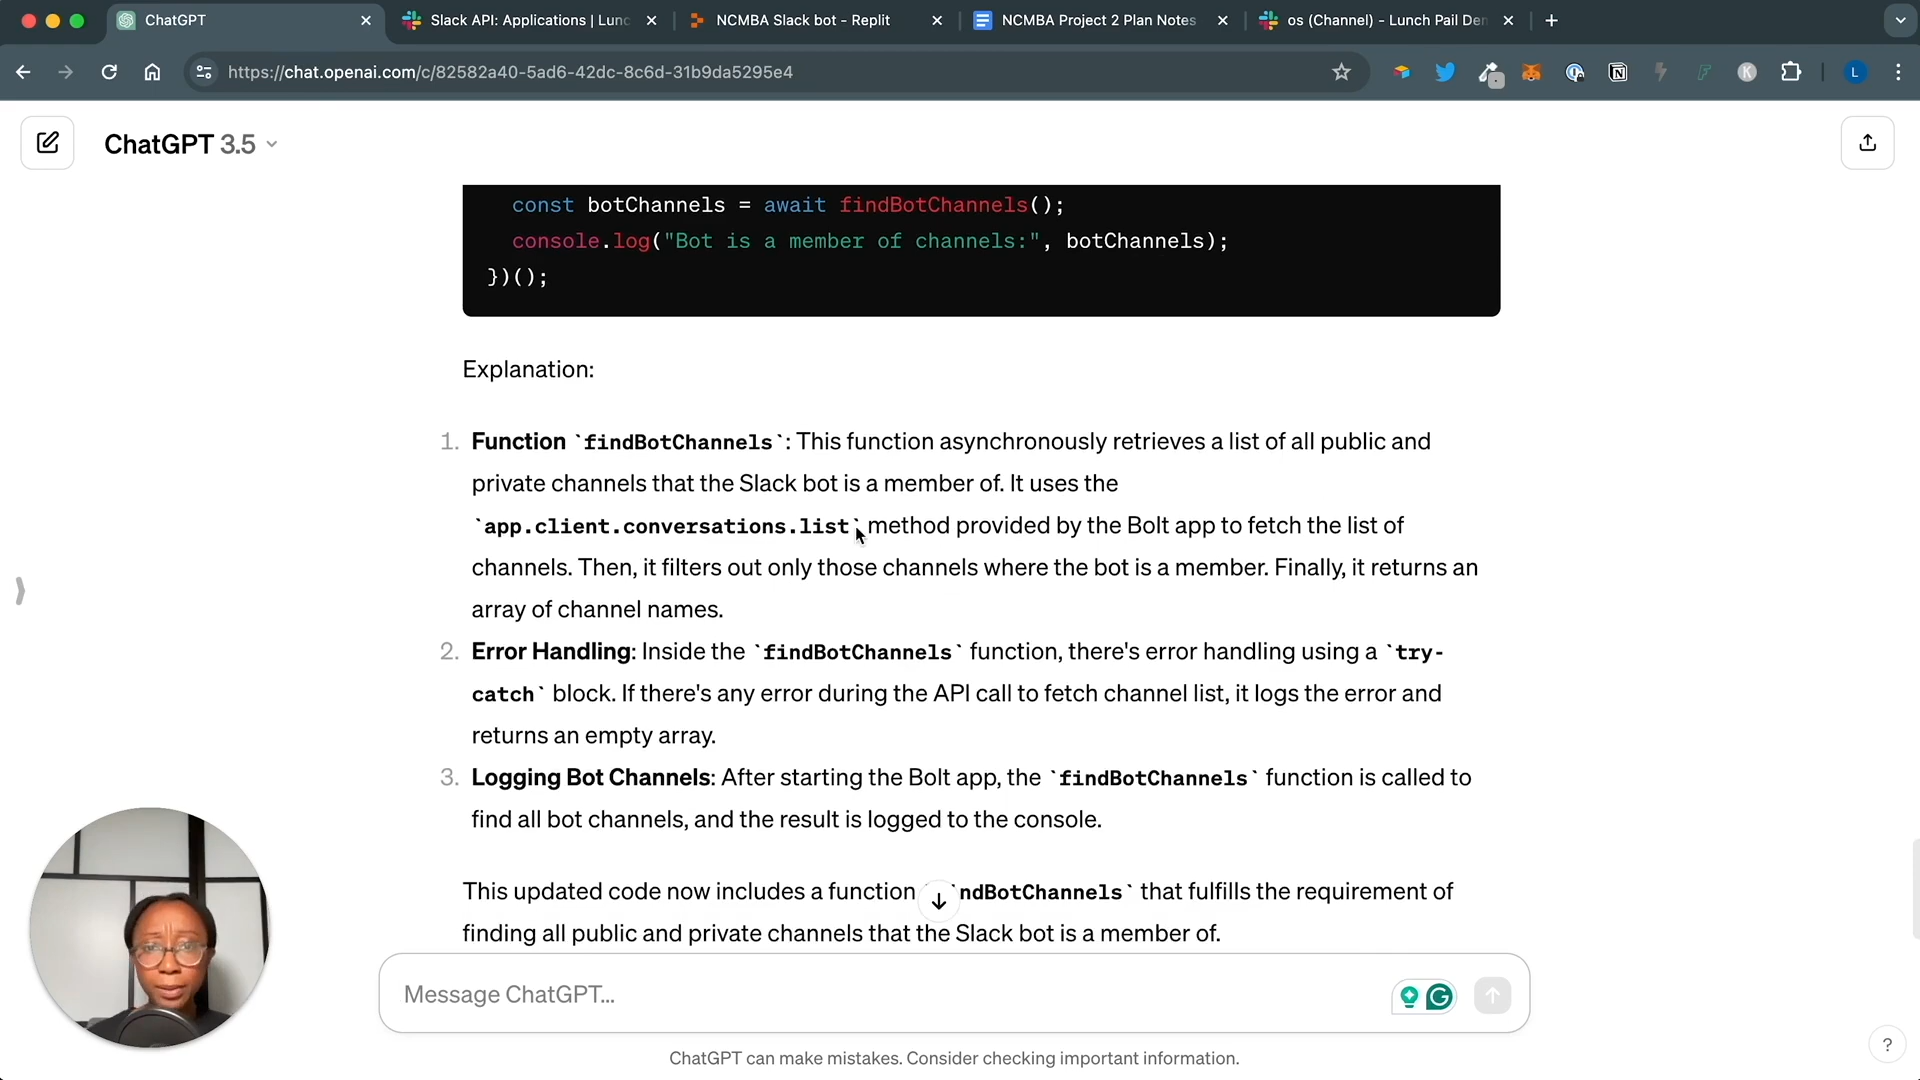 ChatGPT
Slack API: Applications | Lunc
NCMBA Slack bot - Replit
NCMBA Project 2 Plan Notes
os (Channel) - Lunch Pail Den
https://chat.openai.com/c/82582a40-5ad6-42dc-8c6d-31b9da5295e4
L
ChatGPT 3.5
const botChannels = await findBotChannels();
console.log("Bot is a member of channels:", botChannels);
})();
Explanation:
1. Function `findBotChannels`: This function asynchronously retrieves a list of all public and
private channels that the Slack bot is a member of. It uses the
`app.client.conversations.list` method provided by the Bolt app to fetch the list of
channels. Then, it filters out only those channels where the bot is a member. Finally, it returns an
array of channel names.
2. Error Handling: Inside the `findBotChannels` function, there's error handling using a `try-
catch` block. If there's any error during the API call to fetch channel list, it logs the error and
returns an empty array.
3. Logging Bot Channels: After starting the Bolt app, the `findBotChannels` function is called to
find all bot channels, and the result is logged to the console.
This updated code now includes a function ndBotChannels` that fulfills the requirement of
finding all public and private channels that the Slack bot is a member of.
Message ChatGPT...
ChatGPT can make mistakes. Consider checking important information.
?